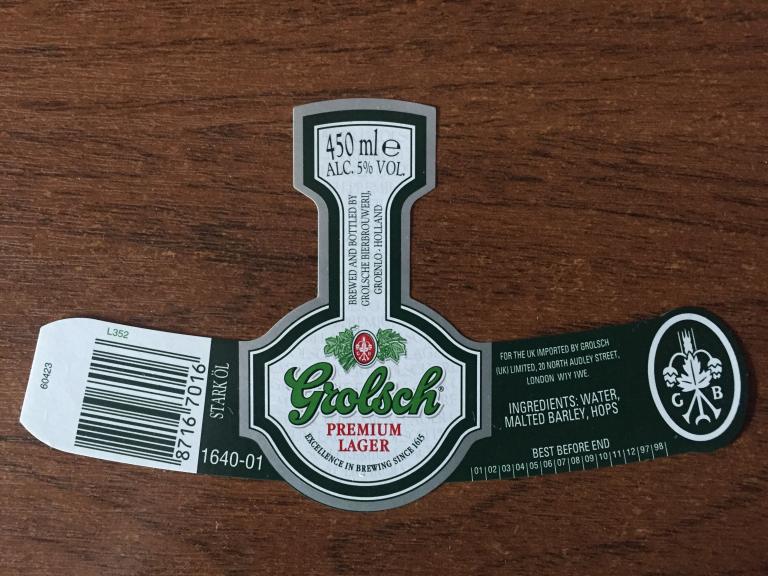 450 ml e
ALC. 5% VOL.
BREWED AND BOTTLED BY
GROLSCHE BIERBROUWERIJ,
GROENLO - HOLLAND
Grolsch®
PREMIUM
LAGER
EXCELLENCE IN BREWING SINCE 1615
60423
L352
8716 7016
STARK ÖL
1640-01
FOR THE UK IMPORTED BY GROLSCH
(UK) LIMITED, 20 NORTH AUDLEY STREET,
LONDON W1Y 1WE.
INGREDIENTS: WATER,
MALTED BARLEY, HOPS
BEST BEFORE END
|01|02|03|04|05|06|07|08|09|10|11|12|97|98|
G B